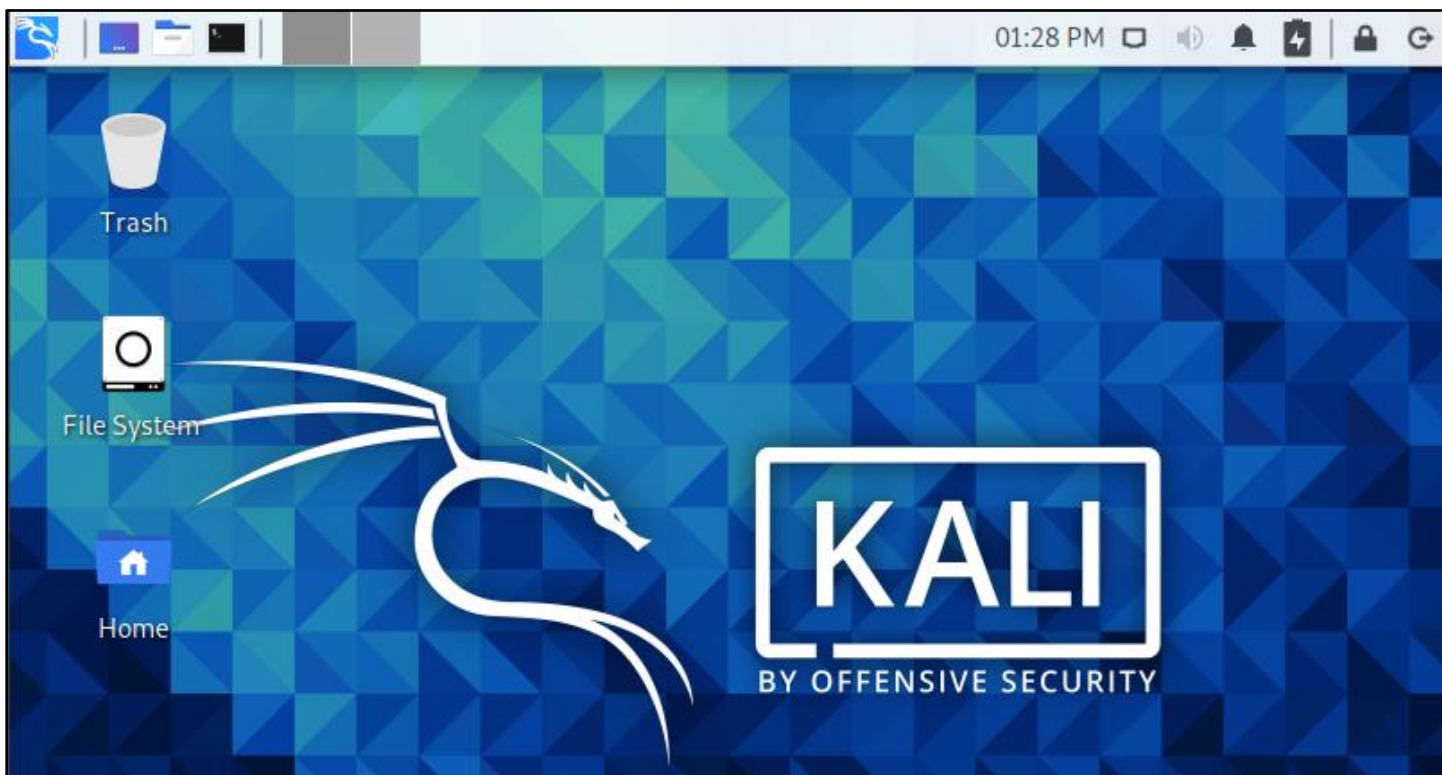 01:28 PM
Trash
File System
Home
KALI
BY OFFENSIVE SECURITY